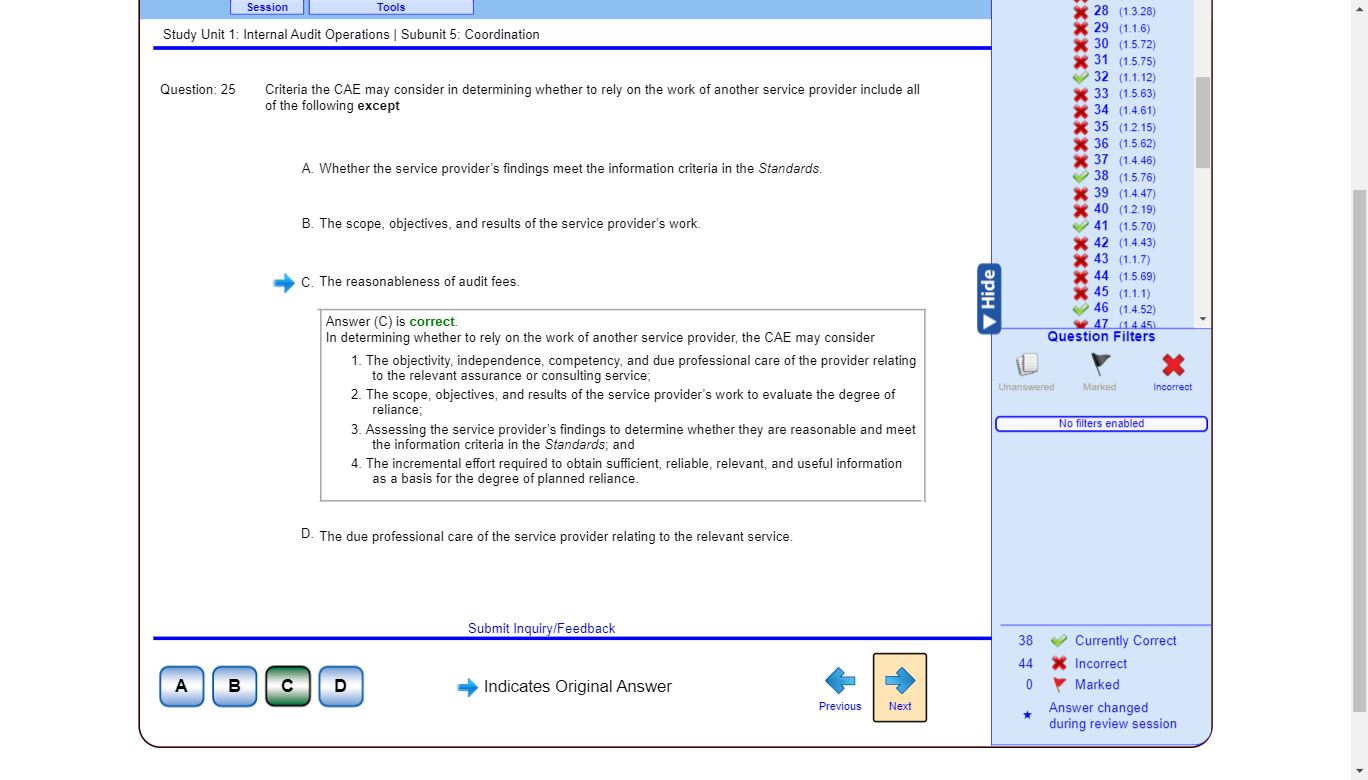 Session
Tools
Study Unit 1: Internal Audit Operations | Subunit 5: Coordination
Question: 25
Criteria the CAE may consider in determining whether to rely on the work of another service provider include all
of the following except
A. Whether the service provider's findings meet the information criteria in the Standards.
B. The scope, objectives, and results of the service provider's work.
C. The reasonableness of audit fees.
Answer (C) is correct.
In determining whether to rely on the work of another service provider, the CAE may consider
1. The objectivity, independence, competency, and due professional care of the provider relating
to the relevant assurance or consulting service;
2. The scope, objectives, and results of the service provider's work to evaluate the degree of
reliance;
3. Assessing the service provider's findings to determine whether they are reasonable and meet
the information criteria in the Standards; and
4. The incremental effort required to obtain sufficient, reliable, relevant, and useful information
as a basis for the degree of planned reliance.
D. The due professional care of the service provider relating to the relevant service.
Submit Inquiry/Feedback
A
B
C
D
Indicates Original Answer
Previous
Next
28 (1.3.28)
29 (1.1.6)
30 (1.5.72)
31 (1.5.75)
32 (1.1.12)
33 (1.5.63)
34 (1.4.61)
35 (1.2.15)
36 (1.5.62)
37 (1.4.46)
38 (1.5.76)
39 (1.4.47)
40 (1.2.19)
41 (1.5.70)
42 (1.4.43)
43 (1.1.7)
44 (1.5.69)
45 (1.1.1)
46 (1.4.52)
47 (1.4.45)
Hide
Question Filters
Unanswered
Marked
Incorrect
No filters enabled
38 Currently Correct
44 Incorrect
0 Marked
Answer changed
during review session